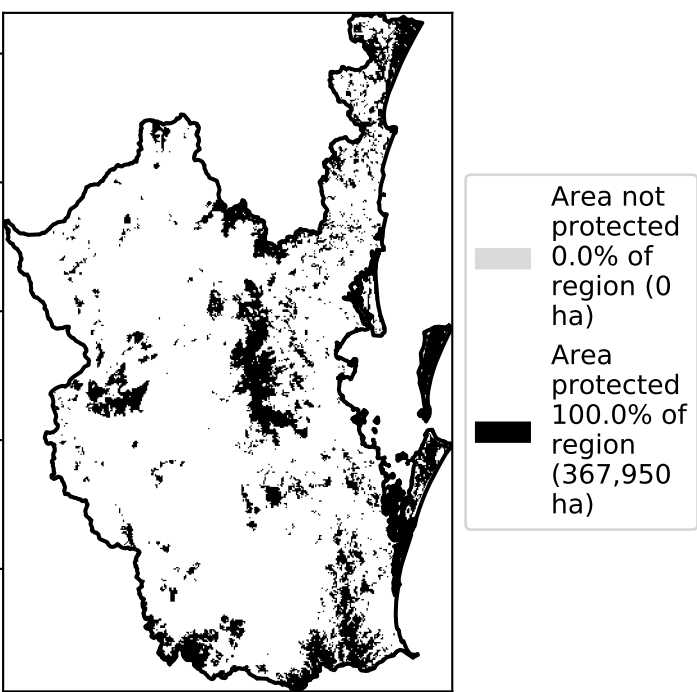 Area not
protected
0.0% of
region (0
ha)
Area
protected
100.0% of
region
(367,950
ha)